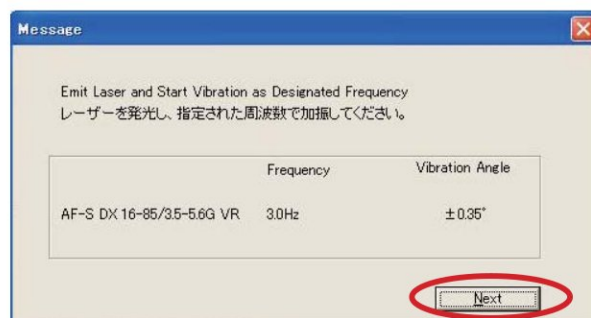 Message
Emit Laser and Start Vibration as Designated Frequency
レーザーを発光し、指定された周波数で加振してください。
Frequency Vibration Angle
AF-S DX 16-85/3.5-5.6G VR 3.0Hz ±0.35°
Next